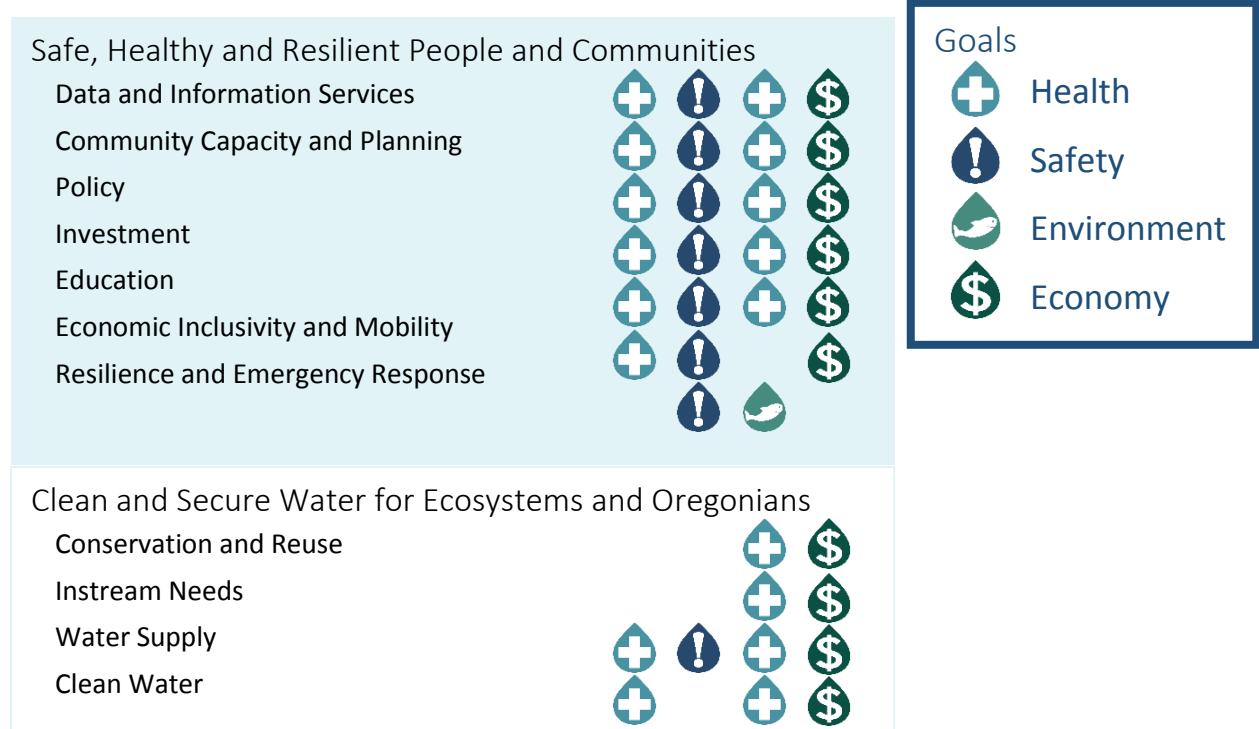 Safe, Healthy and Resilient People and Communities
Data and Information Services
Community Capacity and Planning
Policy
Investment
Education
Economic Inclusivity and Mobility
Resilience and Emergency Response
Clean and Secure Water for Ecosystems and Oregonians
Conservation and Reuse
Instream Needs
Water Supply
Clean Water
Goals
Health
Safety
Environment
Economy